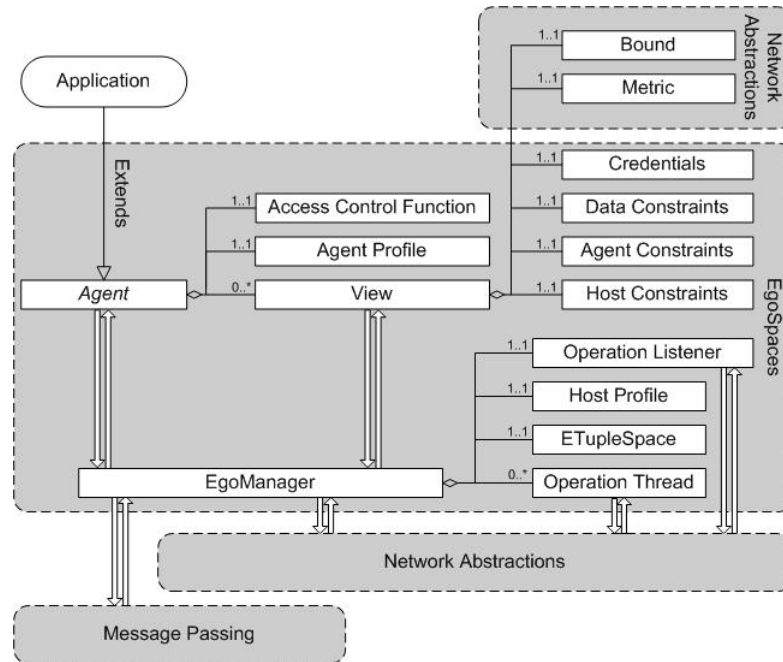 1..1
Bound
Network
Abstractions
Application
1..1
Metric
Extends
1..1
Credentials
1..1
Access Control Function
1..1
Data Constraints
1..1
Agent Profile
1..1
Agent Constraints
Agent
0..*
View
1..1
Host Constraints
EgoSpaces
1..1
Operation Listener
1..1
Host Profile
1..1
ETupleSpace
EgoManager
0..*
Operation Thread
Network Abstractions
Message Passing